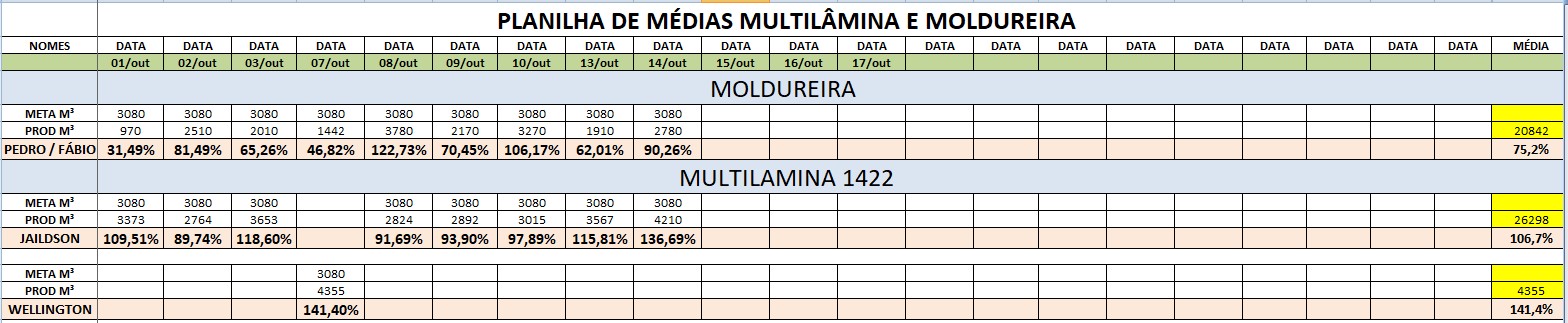 PLANILHA DE MÉDIAS MULTILÂMINA E MOLDUREIRA
NOMES DATA DATA DATA DATA DATA DATA DATA DATA DATA DATA DATA DATA DATA DATA DATA DATA DATA DATA DATA DATA DATA MÉDIA
01/out 02/out 03/out 07/out 08/out 09/out 10/out 13/out 14/out 15/out 16/out 17/out
MOLDUREIRA
META M³ 3080 3080 3080 3080 3080 3080 3080 3080 3080
PROD M³ 970 2510 2010 1442 3780 2170 3270 1910 2780 20842
PEDRO / FÁBIO 31,49% 81,49% 65,26% 46,82% 122,73% 70,45% 106,17% 62,01% 90,26% 75,2%
MULTILAMINA 1422
META M³ 3080 3080 3080 3080 3080 3080 3080 3080
PROD M³ 3373 2764 3653 2824 2892 3015 3567 4210 26298
JAILDSON 109,51% 89,74% 118,60% 91,69% 93,90% 97,89% 115,81% 136,69% 106,7%
META M³ 3080
PROD M³ 4355 4355
WELLINGTON 141,40% 141,4%